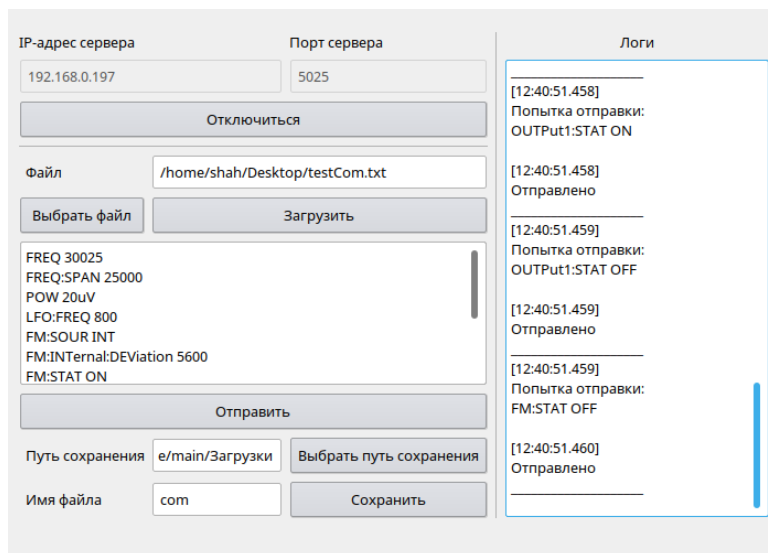 IP-адрес сервера
Порт сервера
192.168.0.197
5025
Отключиться
Файл
/home/shah/Desktop/testCom.txt
Выбрать файл
Загрузить
FREQ 30025
FREQ:SPAN 25000
POW 20uV
LFO:FREQ 800
FM:SOUR INT
FM:INTernal:DEViation 5600
FM:STAT ON
Отправить
Путь сохранения
e/main/Загрузки
Выбрать путь сохранения
Имя файла
com
Сохранить
Логи
[12:40:51.458]
Попытка отправки:
OUTPut1:STAT ON
[12:40:51.458]
Отправлено
[12:40:51.459]
Попытка отправки:
OUTPut1:STAT OFF
[12:40:51.459]
Отправлено
[12:40:51.459]
Попытка отправки:
FM:STAT OFF
[12:40:51.460]
Отправлено